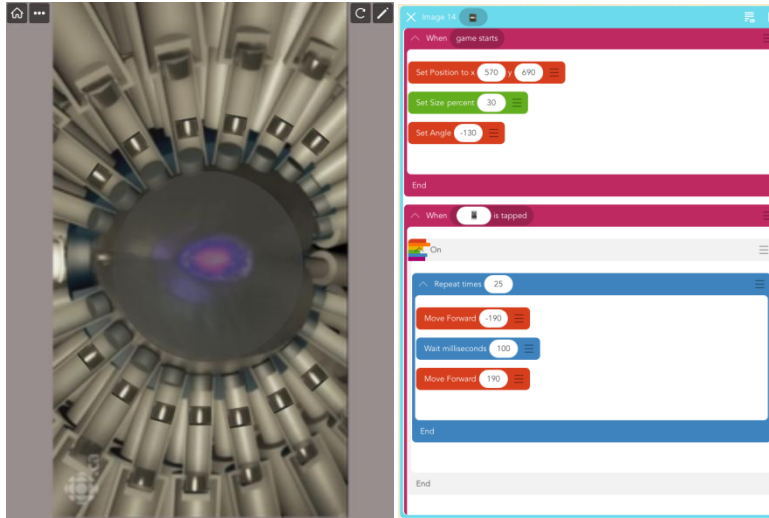 Image 14
When game starts
Set Position to x 570 y 690
Set Size percent 30
Set Angle -130
End
When is tapped
On
Repeat times 25
Move Forward -190
Wait milliseconds 100
Move Forward 190
End
End
.ca